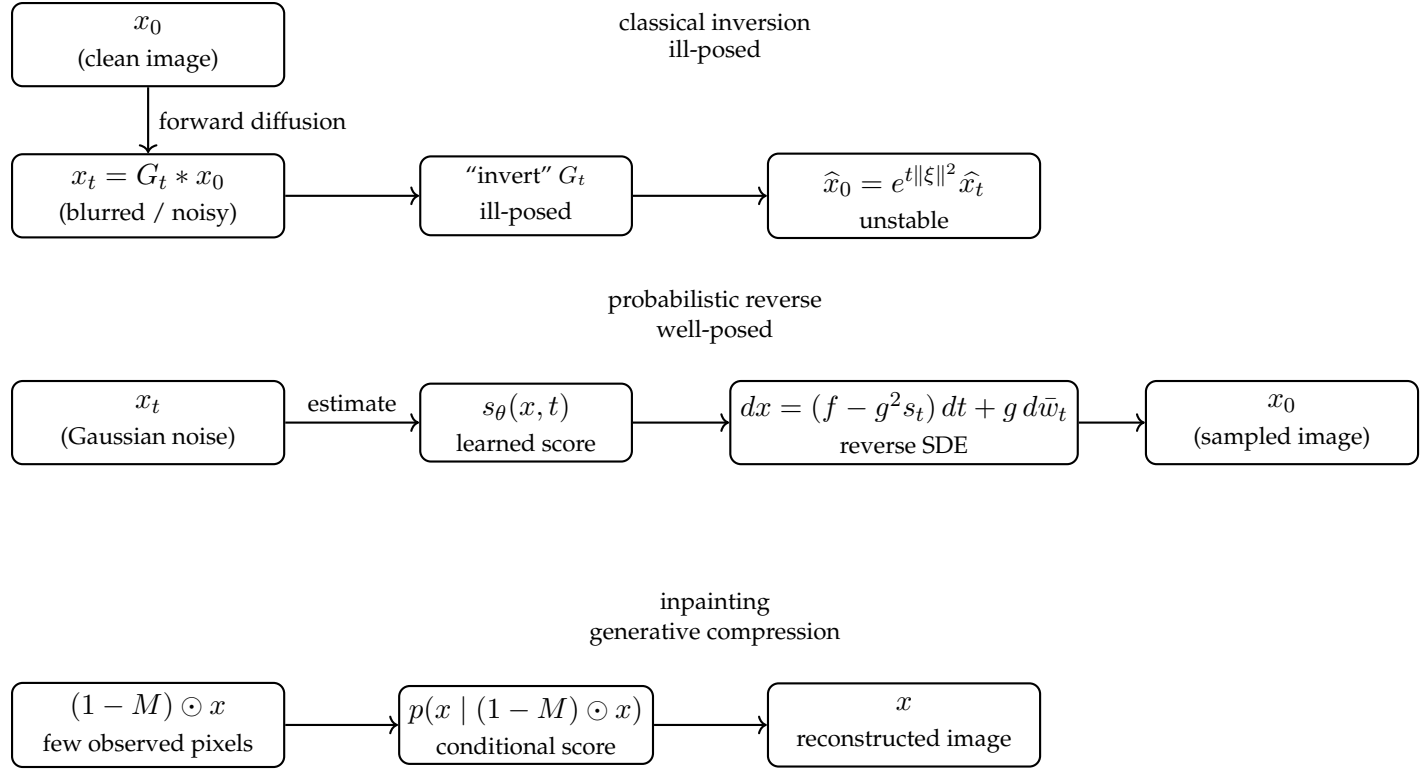 x_0
(clean image)
classical inversion
ill-posed
forward diffusion
x_t = G_t ∗ x_0
(blurred / noisy)
“invert” G_t
ill-posed
\widehat{x}_0 = e^{t‖ξ‖^2} \widehat{x_t}
unstable
probabilistic reverse
well-posed
x_t
(Gaussian noise)
estimate
s_θ(x, t)
learned score
dx = (f − g^2 s_t) dt + g d\bar{w}_t
reverse SDE
x_0
(sampled image)
inpainting
generative compression
(1 − M) ⊙ x
few observed pixels
p(x | (1 − M) ⊙ x)
conditional score
x
reconstructed image